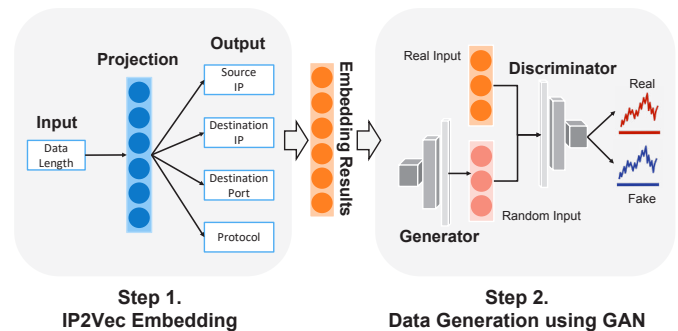 Output
Projection
Source
IP
Input
Data
Length
Destination
IP
Destination
Port
Protocol
Embedding Results
Real Input
Discriminator
Real
Fake
Random Input
Generator
Step 1.
IP2Vec Embedding
Step 2.
Data Generation using GAN